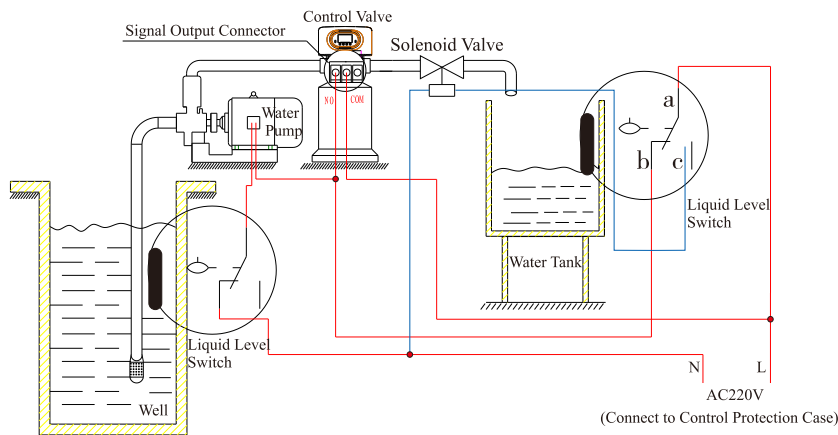 Control Valve
Signal Output Connector
Solenoid Valve
NO
COM
a
Water
Pump
b
c
Liquid Level
Switch
Water Tank
Liquid Level
Switch
N
L
AC220V
Well
(Connect to Control Protection Case)